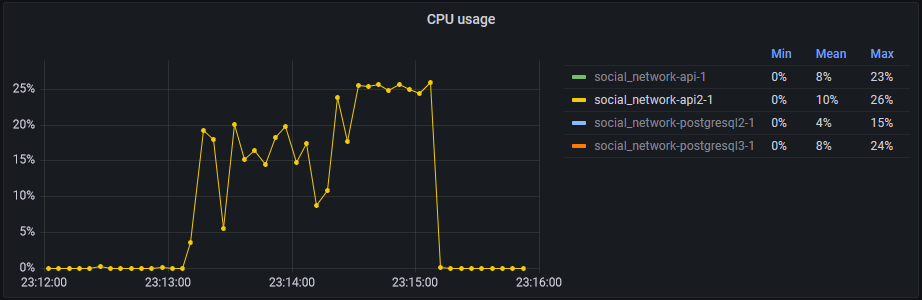 CPU usage
Min Mean Max
social_network-api-1 0% 8% 23%
social_network-api2-1 0% 10% 26%
social_network-postgresql2-1 0% 4% 15%
social_network-postgresql3-1 0% 8% 24%
25%
20%
15%
10%
5%
0%
23:12:00 23:13:00 23:14:00 23:15:00 23:16:00